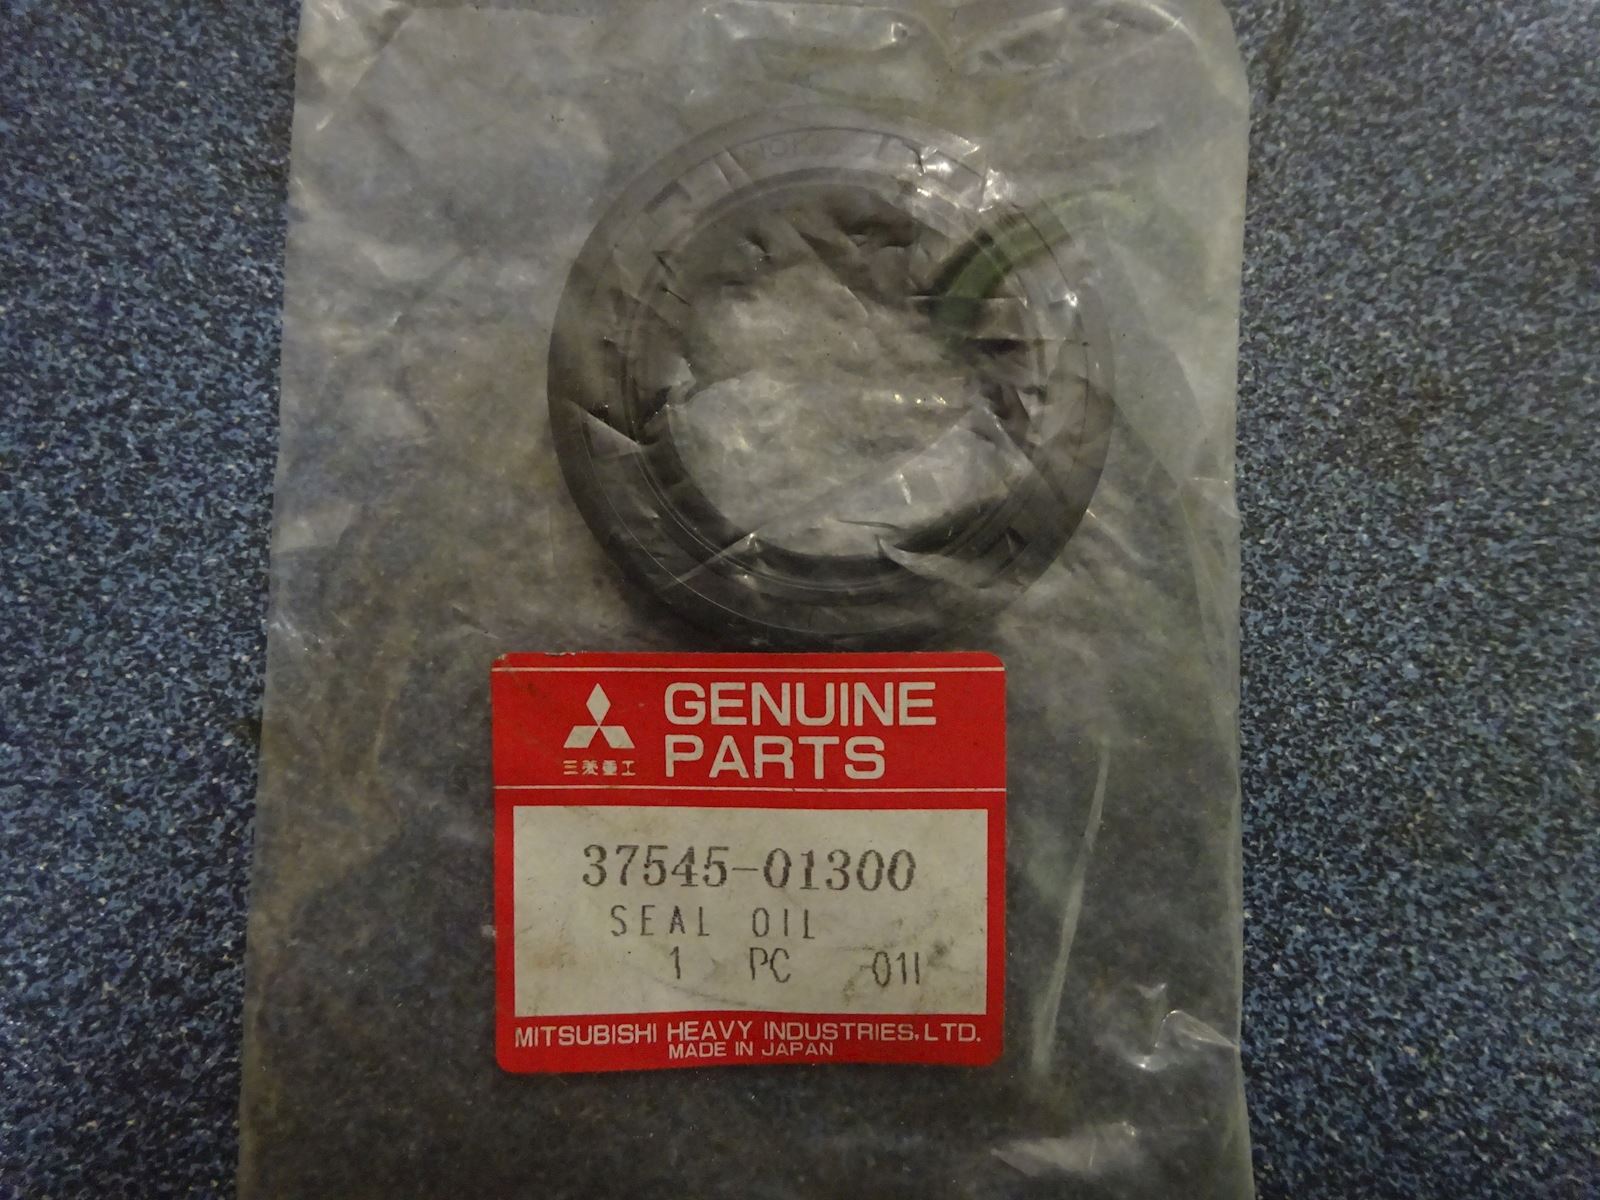 GENUINE
PARTS
三菱重工
37545-01300
SEAL OIL
1 PC 011
MITSUBISHI HEAVY INDUSTRIES, LTD.
MADE IN JAPAN